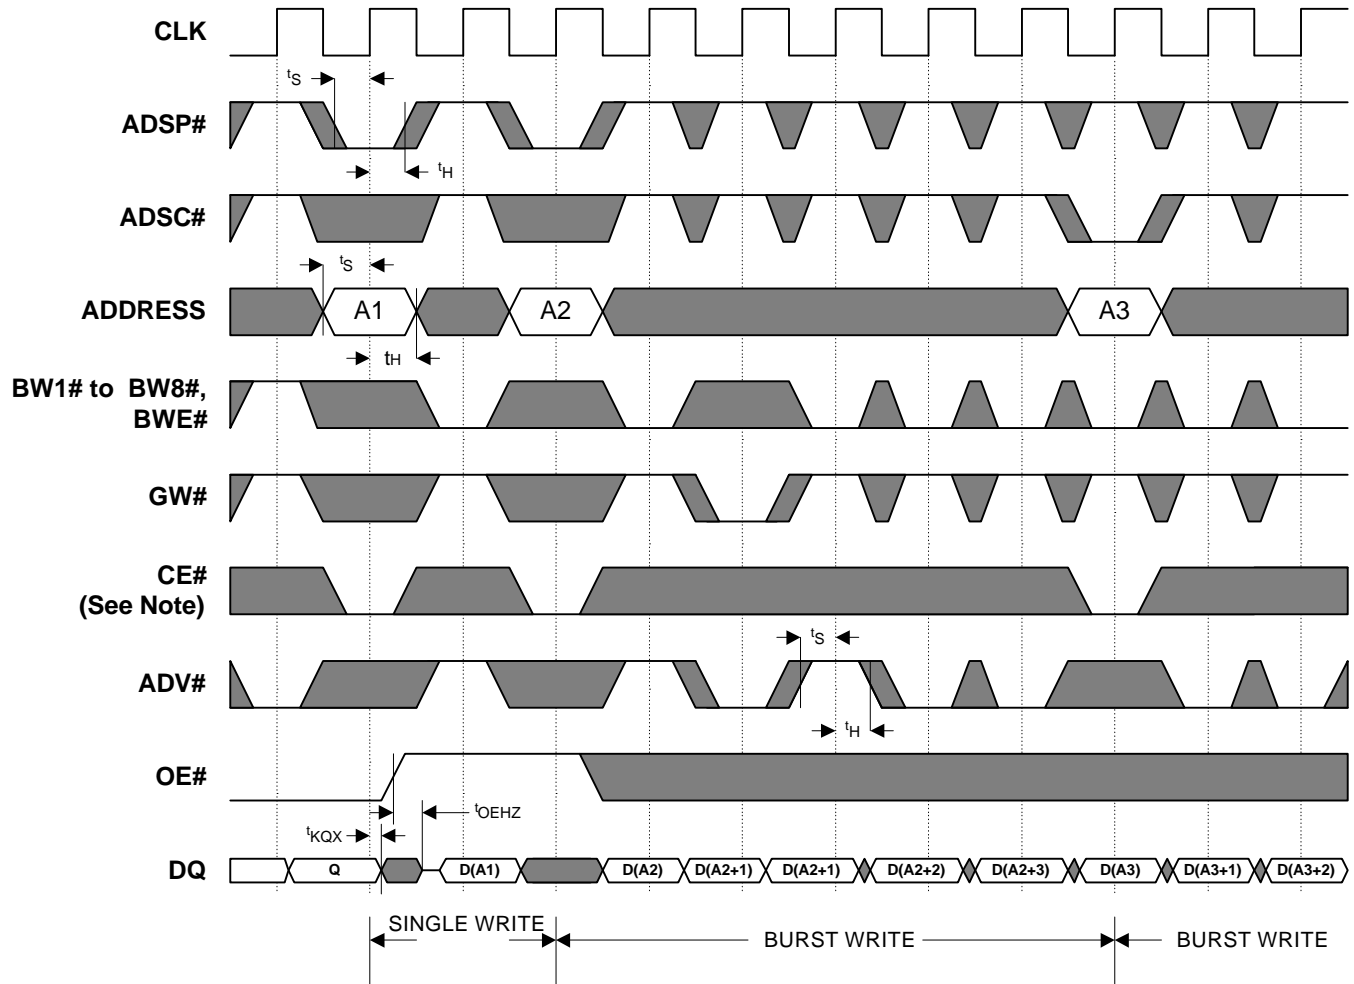 CLK
tS
ADSP#
tH
ADSC#
tS
ADDRESS
A1
A2
A3
tH
BW1# to BW8#,
BWE#
GW#
CE#
(See Note)
tS
ADV#
tH
OE#
tOEHZ
tKQX
DQ
Q
D(A1)
D(A2)
D(A2+1)
D(A2+1)
D(A2+2)
D(A2+3)
D(A3)
D(A3+1)
D(A3+2)
SINGLE WRITE
BURST WRITE
BURST WRITE